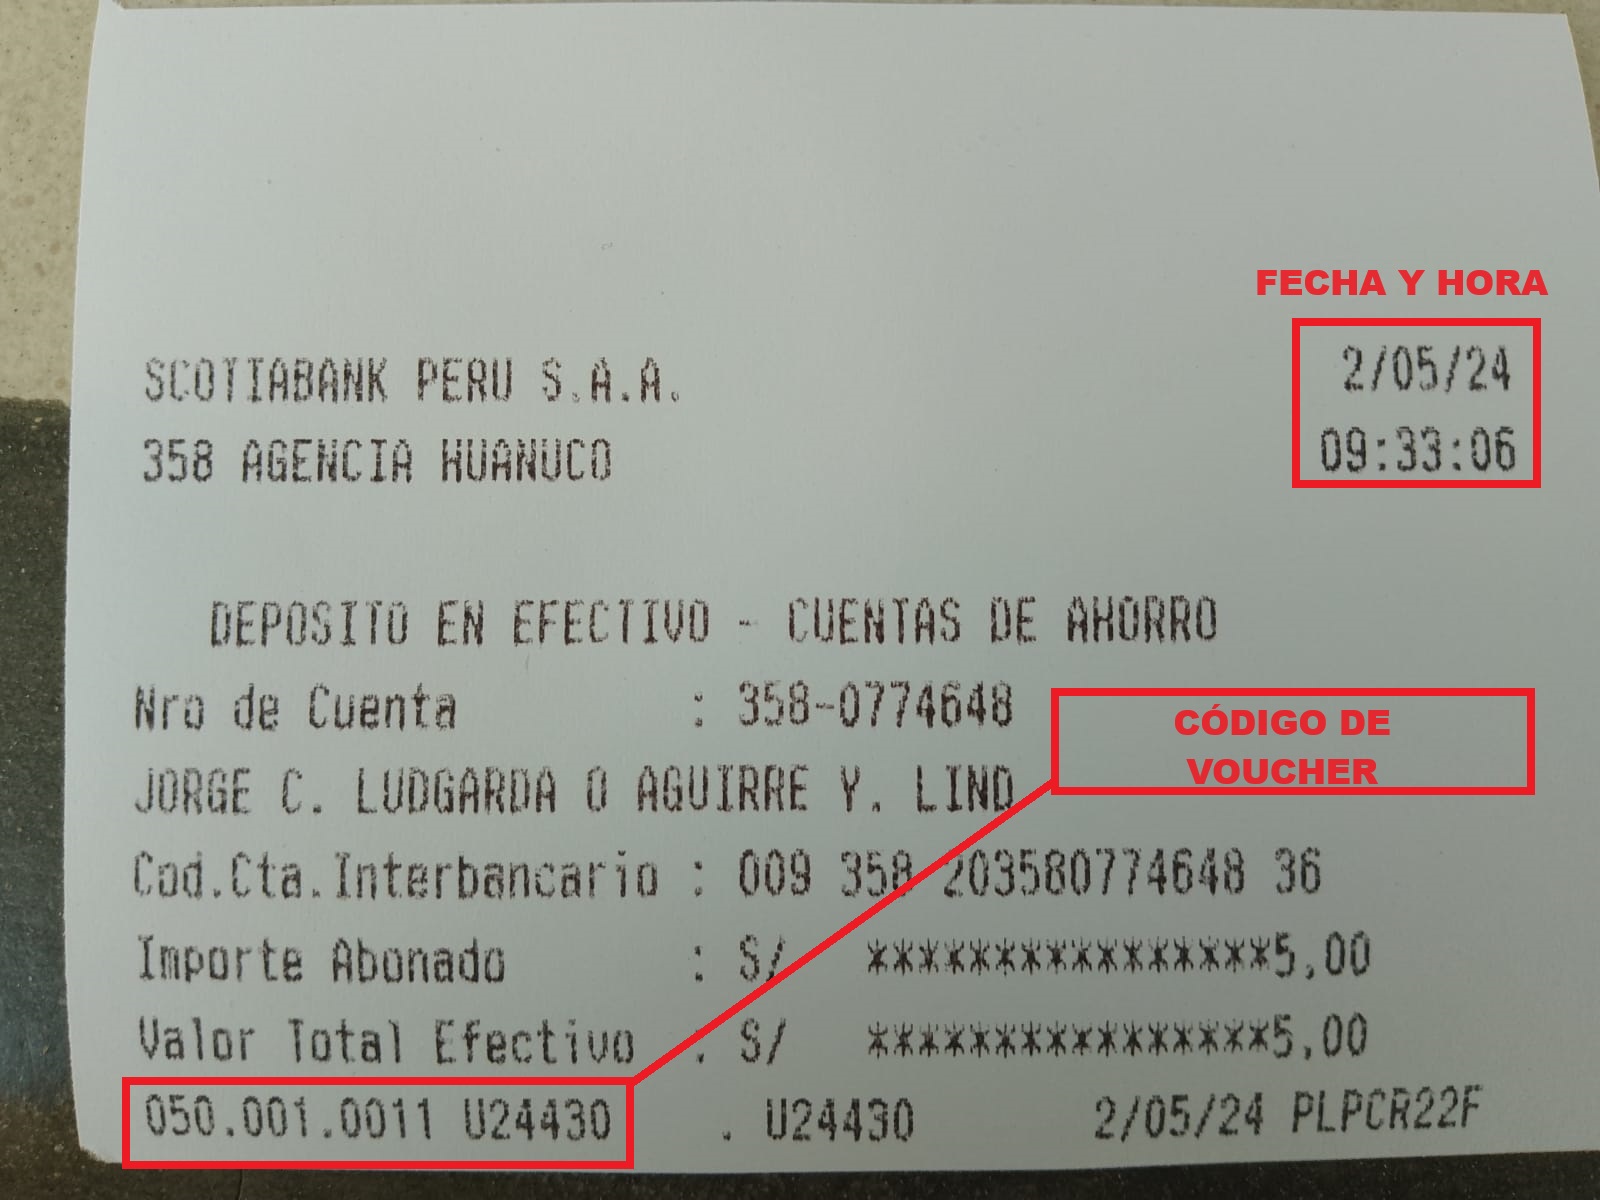 FECHA Y HORA
SCOTIABANK PERU S.A.A. 2/05/24
358 AGENCIA HUANUCO 09:33:06
DEPOSITO EN EFECTIVO - CUENTAS DE AHORRO
Nro de Cuenta : 358-0774648
CÓDIGO DE
VOUCHER
JORGE C. LUDGARDA O AGUIRRE Y. LIND
Cod.Cta.Interbancario : 009 358 203580774648 36
Importe Abonado : S/ ****************5,00
Valor Total Efectivo : S/ ****************5,00
050.001.0011 U24430 . U24430 2/05/24 PLPCR22F